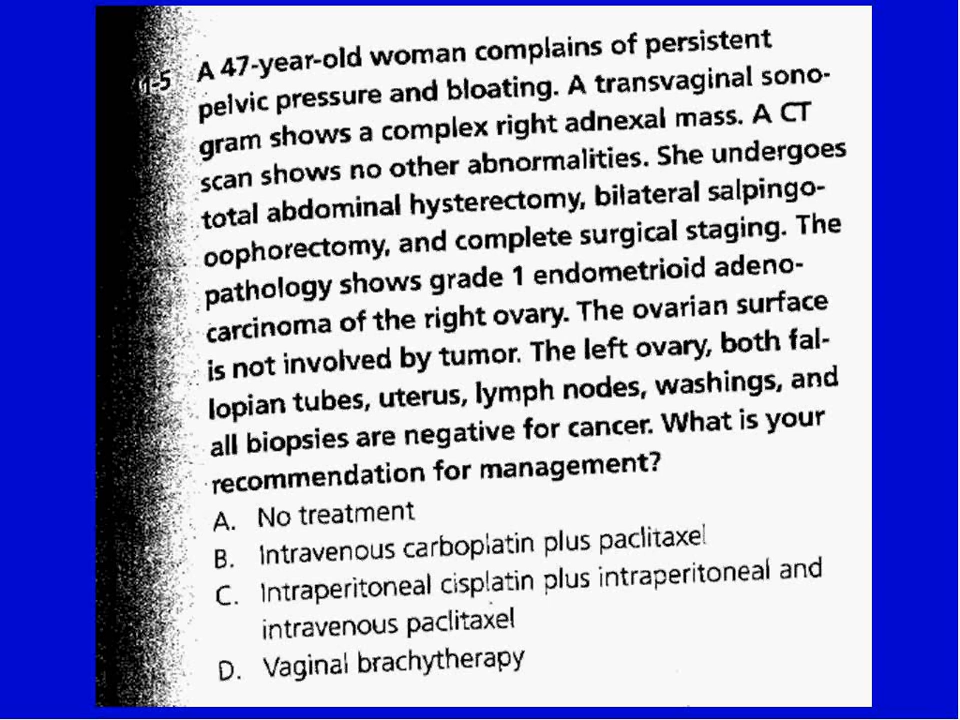 1-5 A 47-year-old woman complains of persistent
pelvic pressure and bloating. A transvaginal sono-
gram shows a complex right adnexal mass. A CT
scan shows no other abnormalities. She undergoes
total abdominal hysterectomy, bilateral salpingo-
oophorectomy, and complete surgical staging. The
pathology shows grade 1 endometrioid adeno-
carcinoma of the right ovary. The ovarian surface
is not involved by tumor. The left ovary, both fal-
lopian tubes, uterus, lymph nodes, washings, and
all biopsies are negative for cancer. What is your
recommendation for management?
A. No treatment
B. Intravenous carboplatin plus paclitaxel
C. Intraperitoneal cisplatin plus intraperitoneal and
intravenous paclitaxel
D. Vaginal brachytherapy